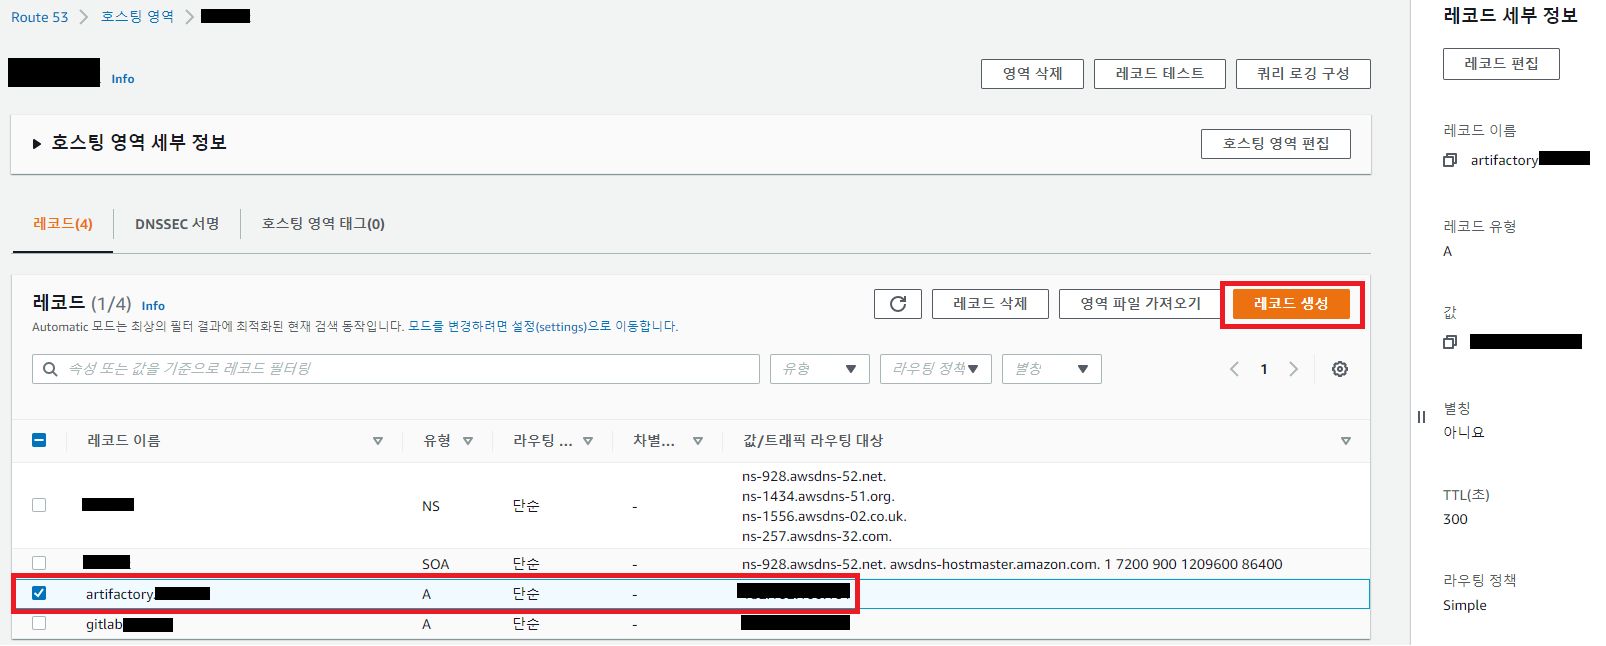 Route 53
호스팅 영역
Info
영역 삭제
레코드 테스트
쿼리 로깅 구성
호스팅 영역 세부 정보
호스팅 영역 편집
레코드(4)
DNSSEC 서명
호스팅 영역 태그(0)
레코드 (1/4) Info
레코드 삭제
영역 파일 가져오기
레코드 생성
Automatic 모드는 최상의 필터 결과에 최적화된 현재 검색 동작입니다. 모드를 변경하려면 설정(settings)으로 이동합니다.
속성 또는 값을 기준으로 레코드 필터링
유형
라우팅 정책
별칭
1
레코드 이름
유형
라우팅 ...
차별...
값/트래픽 라우팅 대상
NS
단순
-
ns-928.awsdns-52.net.
ns-1434.awsdns-51.org.
ns-1556.awsdns-02.co.uk.
ns-257.awsdns-32.com.
SOA
단순
-
ns-928.awsdns-52.net. awsdns-hostmaster.amazon.com. 1 7200 900 1209600 86400
artifactory.
A
단순
-
gitlab
A
단순
-
레코드 세부 정보
레코드 편집
레코드 이름
artifactory
레코드 유형
A
값
별칭
아니요
TTL(초)
300
라우팅 정책
Simple